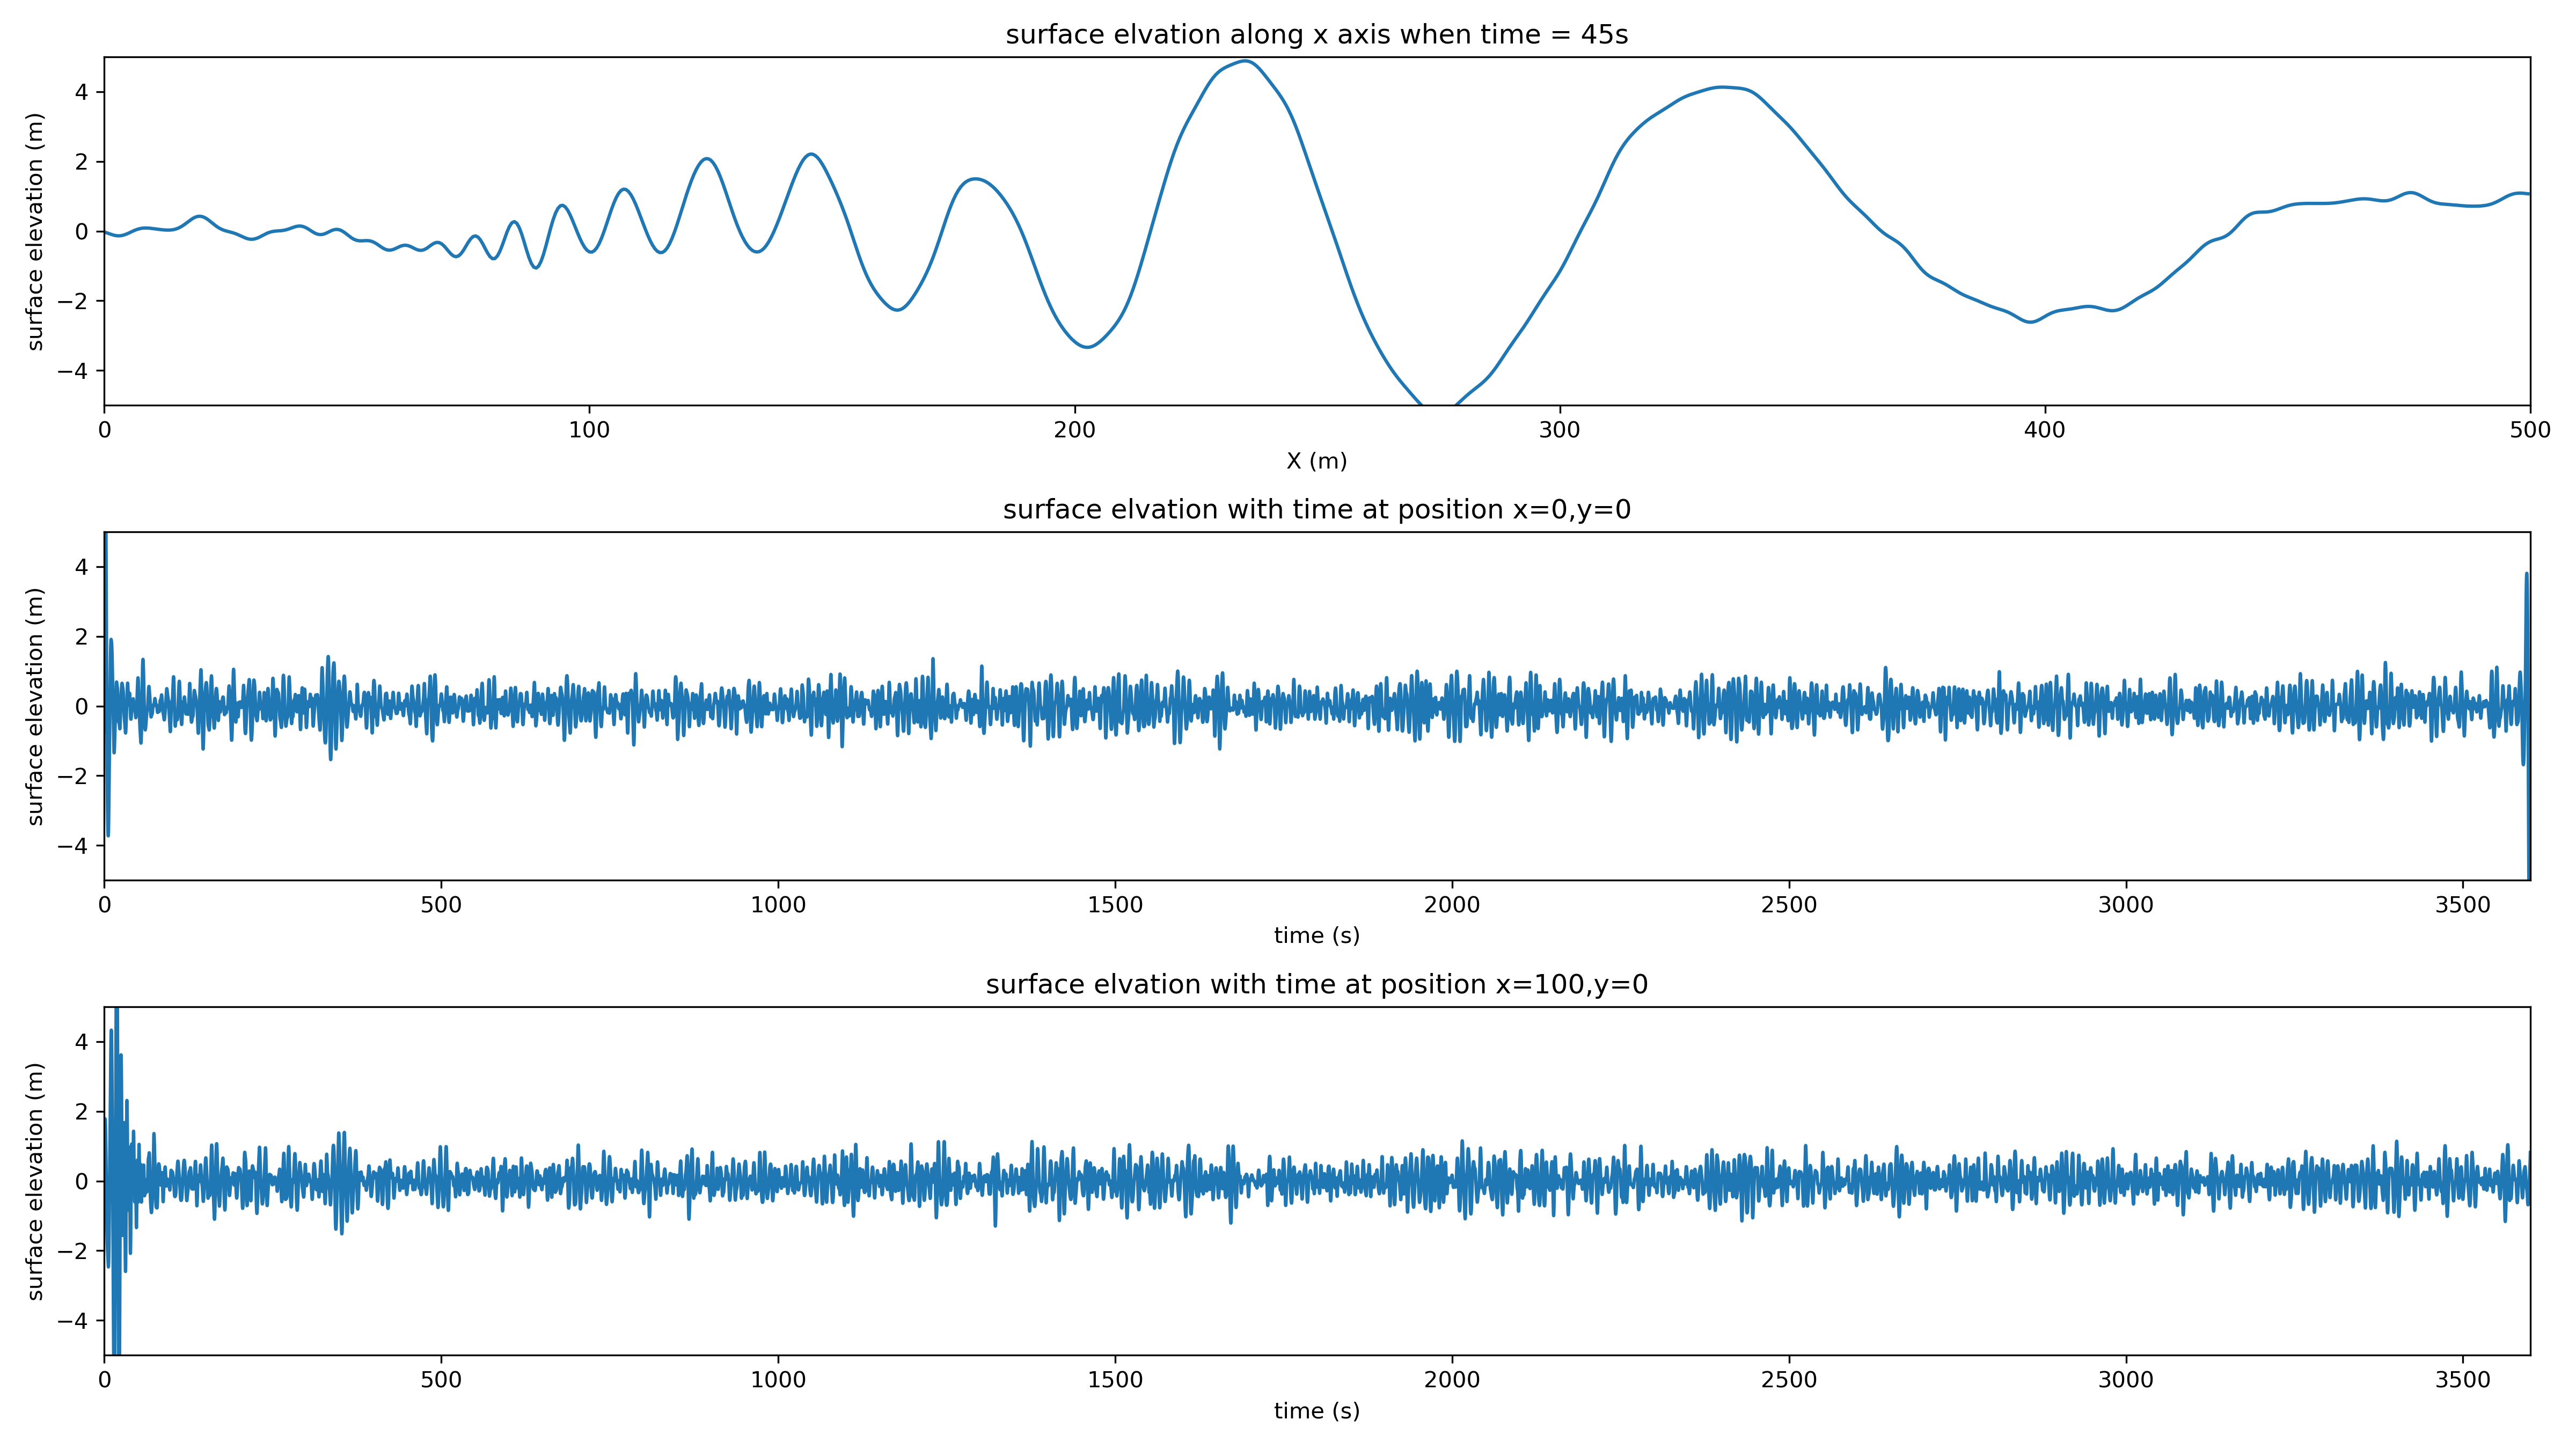 surface elvation along x axis when time = 45s
surface elevation (m)
4
2
0
−2
−4
0 100 200 300 400 500
X (m)
surface elvation with time at position x=0,y=0
surface elevation (m)
4
2
0
−2
−4
0 500 1000 1500 2000 2500 3000 3500
time (s)
surface elvation with time at position x=100,y=0
surface elevation (m)
4
2
0
−2
−4
0 500 1000 1500 2000 2500 3000 3500
time (s)